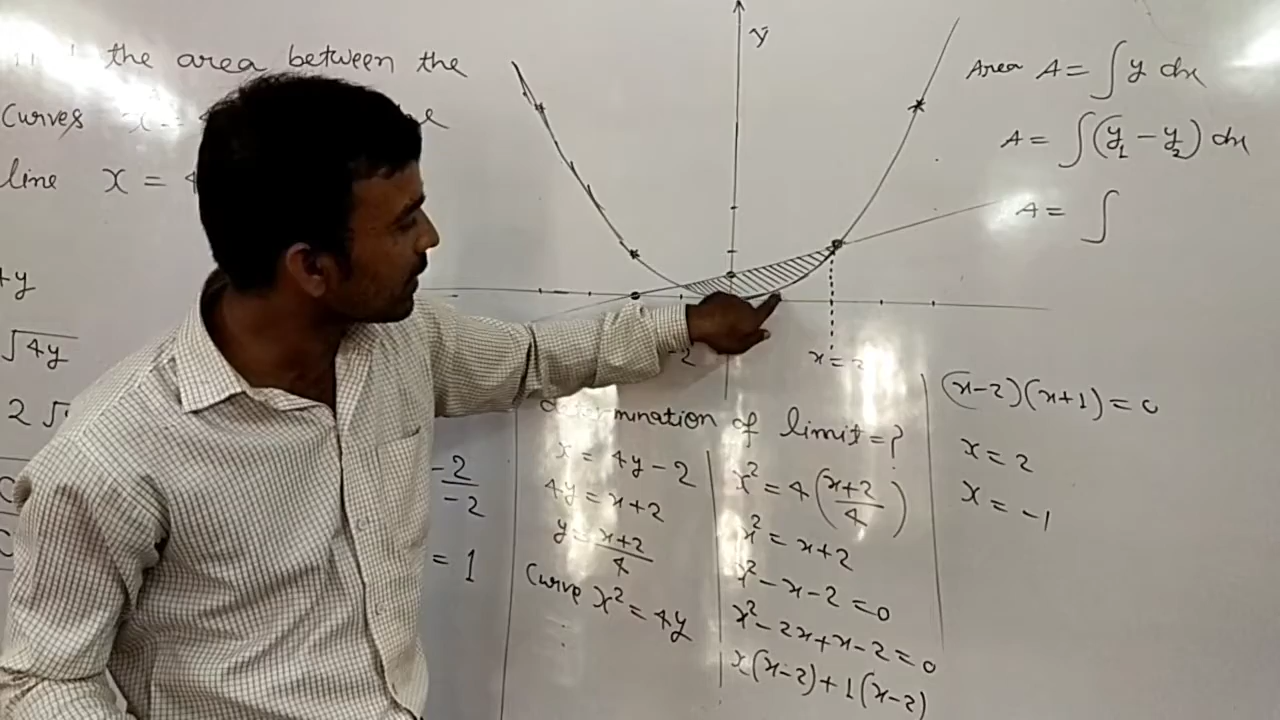 the area between the
Curves x
line x = 4
+y
√4y
2√
-2
/ -2
= 1
y
-2
x = 2
Area A = ∫ y dx
A = ∫(y₁ - y₂) dx
A = ∫
determination of limit = ?
x = 4y - 2
4y = x+2
y = x+2 / 4
Curve x² = 4y
x² = 4(x+2 / 4)
x² = x+2
x² - x - 2 = 0
x² - 2x + x - 2 = 0
x(x-2) + 1(x-2)
(x-2)(x+1) = 0
x = 2
x = -1